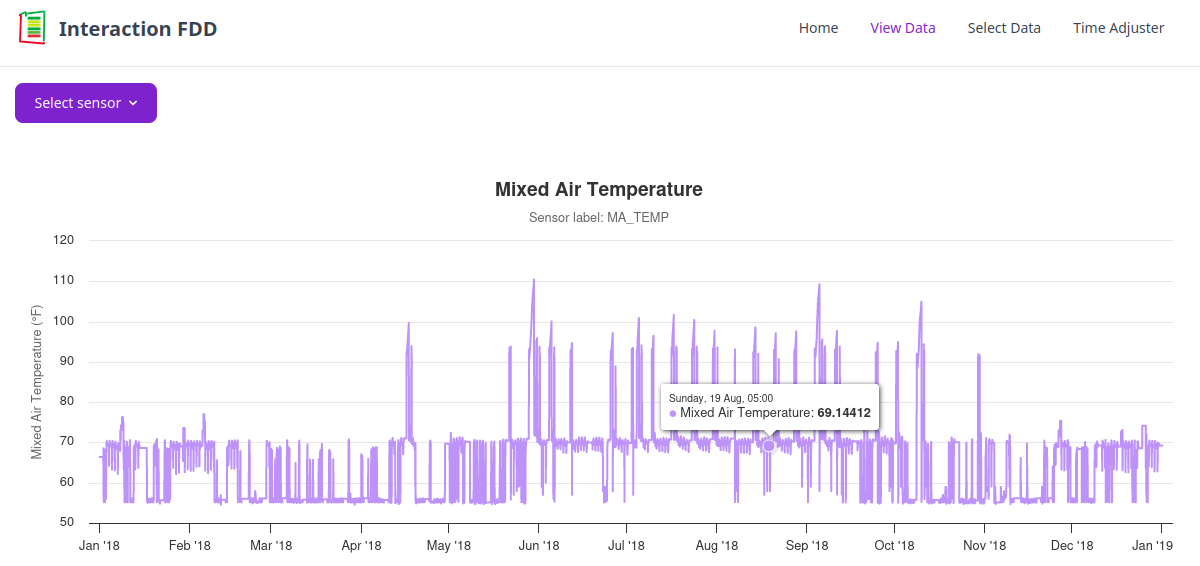 Interaction FDD
Home View Data Select Data Time Adjuster
Select sensor
Mixed Air Temperature
Sensor label: MA_TEMP
Mixed Air Temperature (°F)
120
110
100
90
80
70
60
50
Sunday, 19 Aug, 05:00
Mixed Air Temperature: 69.14412
Jan '18 Feb '18 Mar '18 Apr '18 May '18 Jun '18 Jul '18 Aug '18 Sep '18 Oct '18 Nov '18 Dec '18 Jan '19